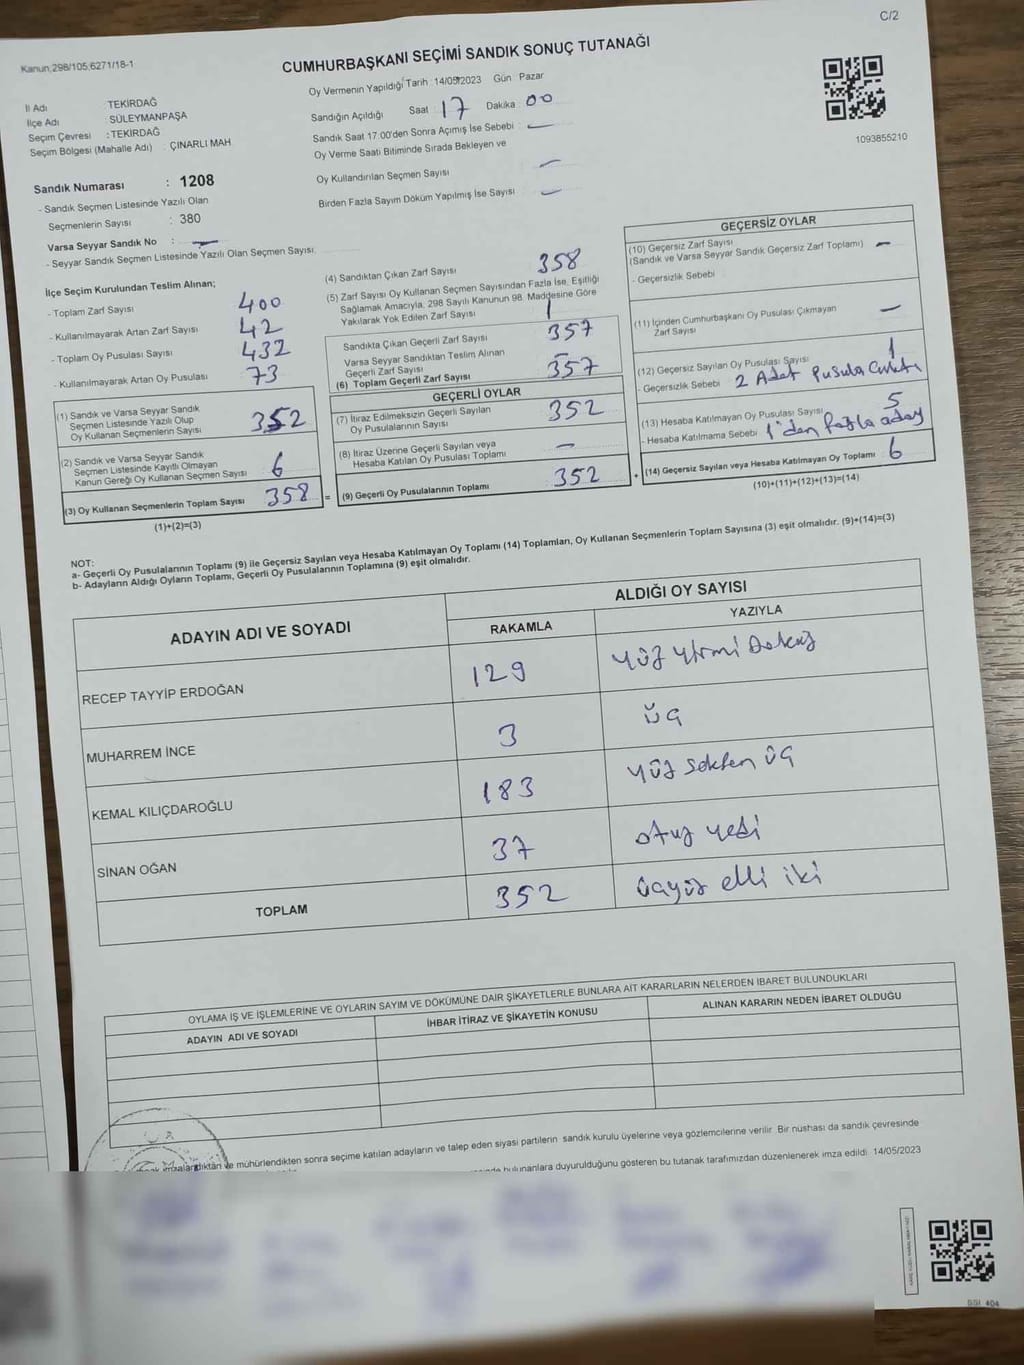 C/2
Kanun,298/105,6271/18-1
CUMHURBAŞKANI SEÇİMİ SANDIK SONUÇ TUTANAĞI
İl Adı TEKİRDAĞ
İlçe Adı SÜLEYMANPAŞA
Seçim Çevresi : TEKİRDAĞ
Seçim Bölgesi (Mahalle Adı) ÇINARLI MAH
Sandık Numarası : 1208
- Sandık Seçmen Listesinde Yazılı Olan
Seçmenlerin Sayısı : 380
Varsa Seyyar Sandık No : —
- Seyyar Sandık Seçmen Listesinde Yazılı Olan Seçmen Sayısı:
Oy Vermenin Yapıldığı Tarih : 14/05/2023 Gün Pazar
Sandığın Açıldığı Saat 17 Dakika 00
Sandık Saat 17:00'den Sonra Açımış İse Sebebi : —
Oy Verme Saati Bitiminde Sırada Bekleyen ve
Oy Kullandırılan Seçmen Sayısı —
Birden Fazla Sayım Döküm Yapılmış İse Sayısı —
1093855210
İlçe Seçim Kurulundan Teslim Alınan;
- Toplam Zarf Sayısı 400
- Kullanılmayarak Artan Zarf Sayısı 42
- Toplam Oy Pusulası Sayısı 432
- Kullanılmayarak Artan Oy Pusulası 73
(1) Sandık ve Varsa Seyyar Sandık
Seçmen Listesinde Yazılı Olup
Oy Kullanan Seçmenlerin Sayısı 352
(2) Sandık ve Varsa Seyyar Sandık
Seçmen Listesinde Kayıtlı Olmayan
Kanun Gereği Oy Kullanan Seçmen Sayısı 6
(3) Oy Kullanan Seçmenlerin Toplam Sayısı 358 =
(1)+(2)=(3)
(4) Sandıktan Çıkan Zarf Sayısı 358
(5) Zarf Sayısı Oy Kullanan Seçmen Sayısından Fazla İse, Eşitliği
Sağlamak Amacıyla, 298 Sayılı Kanunun 98. Maddesine Göre
Yakılarak Yok Edilen Zarf Sayısı 1
Sandıkta Çıkan Geçerli Zarf Sayısı 357
Varsa Seyyar Sandıktan Teslim Alınan
Geçerli Zarf Sayısı —
(6) Toplam Geçerli Zarf Sayısı 357
GEÇERLİ OYLAR
(7) İtiraz Edilmeksizin Geçerli Sayılan
Oy Pusulalarının Sayısı 352
(8) İtiraz Üzerine Geçerli Sayılan veya
Hesaba Katılan Oy Pusulası Toplamı —
(9) Geçerli Oy Pusulalarının Toplamı 352 +
GEÇERSİZ OYLAR
(10) Geçersiz Zarf Sayısı
(Sandık ve Varsa Seyyar Sandık Geçersiz Zarf Toplamı) —
- Geçersizlik Sebebi
(11) İçinden Cumhurbaşkanı Oy Pusulası Çıkmayan
Zarf Sayısı —
(12) Geçersiz Sayılan Oy Pusulası Sayısı 1
- Geçersizlik Sebebi 2 Adet Pusula
(13) Hesaba Katılmayan Oy Pusulası Sayısı 5
- Hesaba Katılmama Sebebi 1'den fazla aday
(14) Geçersiz Sayılan veya Hesaba Katılmayan Oy Toplamı 6
(10)+(11)+(12)+(13)=(14)
NOT:
a- Geçerli Oy Pusulalarının Toplamı (9) ile Geçersiz Sayılan veya Hesaba Katılmayan Oy Toplamı (14) Toplamları, Oy Kullanan Seçmenlerin Toplam Sayısına (3) eşit olmalıdır. (9)+(14)=(3)
b- Adayların Aldığı Oyların Toplamı, Geçerli Oy Pusulalarının Toplamına (9) eşit olmalıdır.
ADAYIN ADI VE SOYADI
ALDIĞI OY SAYISI
RAKAMLA YAZIYLA
RECEP TAYYİP ERDOĞAN 129 yüz yirmi Dokuz
MUHARREM İNCE 3 üç
KEMAL KILIÇDAROĞLU 183 yüz seksen üç
SİNAN OĞAN 37 otuz yedi
TOPLAM 352 üçyüz elli iki
OYLAMA İŞ VE İŞLEMLERİNE VE OYLARIN SAYIM VE DÖKÜMÜNE DAİR ŞİKAYETLERLE BUNLARA AİT KARARLARIN NELERDEN İBARET BULUNDUKLARI
ADAYIN ADI VE SOYADI İHBAR İTİRAZ VE ŞİKAYETİN KONUSU ALINAN KARARIN NEDEN İBARET OLDUĞU
imzalandıktan ve mühürlendikten sonra seçime katılan adayların ve talep eden siyasi partilerin sandık kurulu üyelerine veya gözlemcilerine verilir. Bir nüshası da sandık çevresinde
bulunanlara duyurulduğunu gösteren bu tutanak tarafımızdan düzenlenerek imza edildi. 14/05/2023
SSI 404